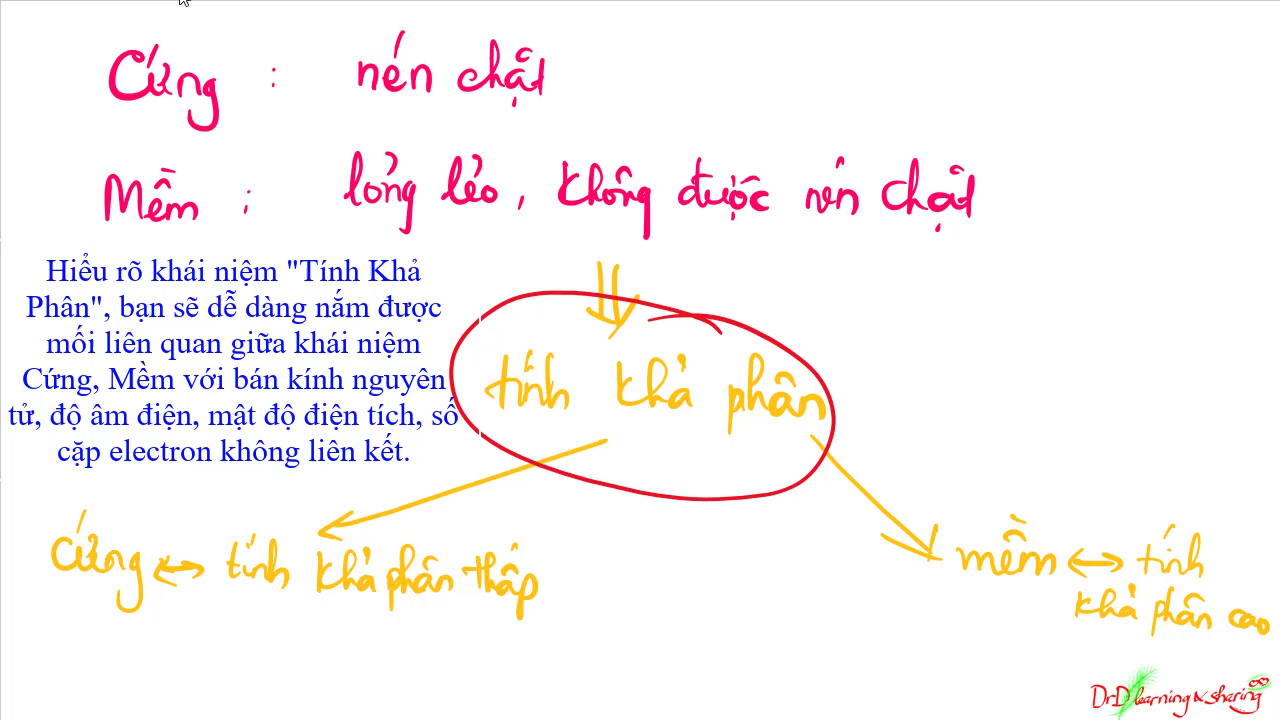 Cứng : nén chặt
Mềm : lỏng lẻo, không được nén chặt
Hiểu rõ khái niệm "Tính Khả
Phân", bạn sẽ dễ dàng nắm được
mối liên quan giữa khái niệm
Cứng, Mềm với bán kính nguyên
tử, độ âm điện, mật độ điện tích, số
cặp electron không liên kết.
tính khả phân
Cứng ↔ tính khả phân thấp
mềm ↔ tính
khả phân cao
DrD learning & sharing